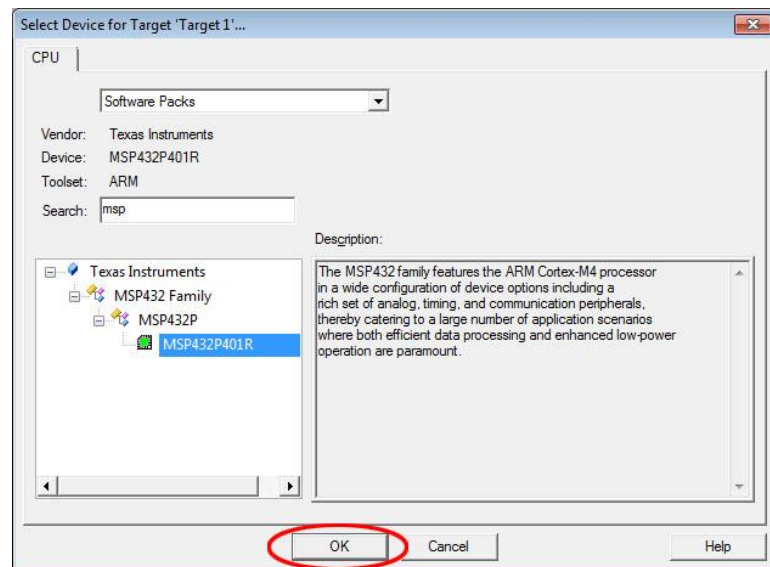 Select Device for Target 'Target 1'...
CPU
Software Packs
Vendor: Texas Instruments
Device: MSP432P401R
Toolset: ARM
Search: msp
Description:
Texas Instruments
MSP432 Family
MSP432P
MSP432P401R
The MSP432 family features the ARM Cortex-M4 processor
in a wide configuration of device options including a
rich set of analog, timing, and communication peripherals,
thereby catering to a large number of application scenarios
where both efficient data processing and enhanced low-power
operation are paramount.
OK Cancel Help